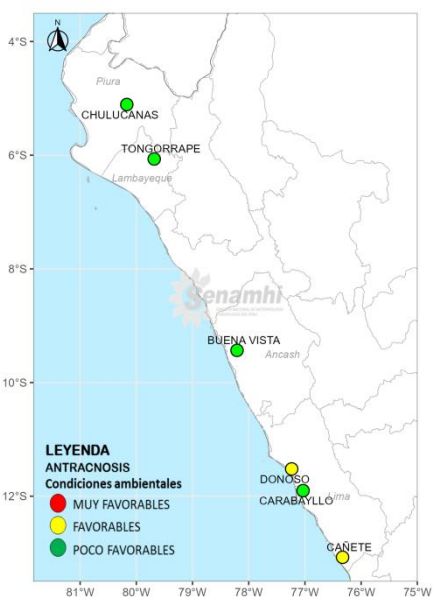 N
4°S
Piura
CHULUCANAS
TONGORRAPE
6°S
Lambayeque
8°S
Senamhi
BUENA VISTA
Ancash
10°S
LEYENDA
ANTRACNOSIS
Condiciones ambientales
MUY FAVORABLES
FAVORABLES
POCO FAVORABLES
DONOSO
CARABAYLLO
Lima
12°S
CAÑETE
81°W
80°W
79°W
78°W
77°W
76°W
75°W